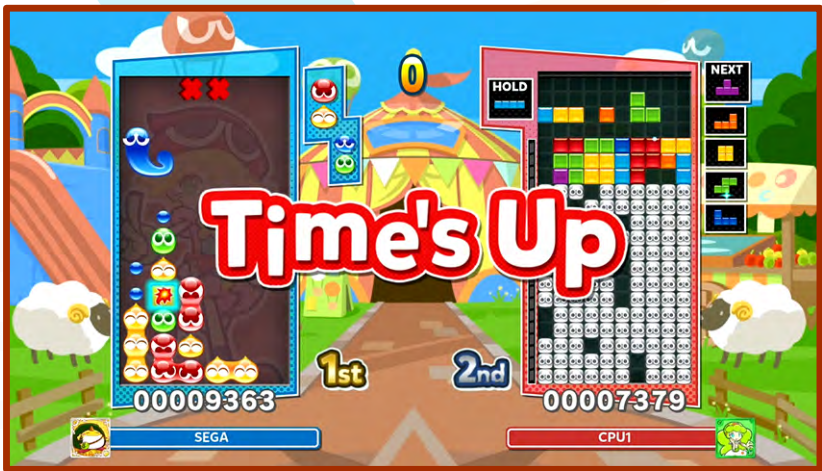 0
HOLD
NEXT
Time's Up
1st
2nd
00009363
00007379
SEGA
CPU1